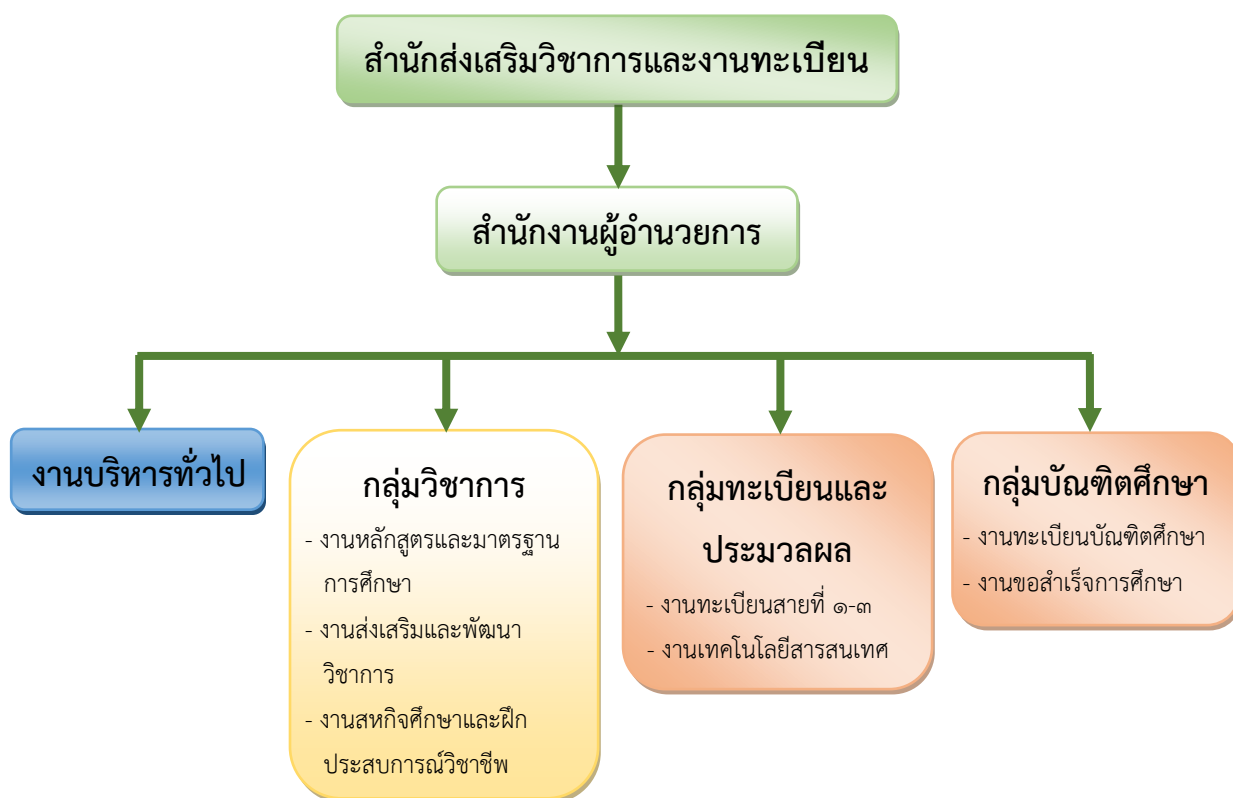 สำนักส่งเสริมวิชาการและงานทะเบียน
สำนักงานผู้อำนวยการ
งานบริหารทั่วไป
กลุ่มวิชาการ
- งานหลักสูตรและมาตรฐาน
การศึกษา
- งานส่งเสริมและพัฒนา
วิชาการ
- งานสหกิจศึกษาและฝึก
ประสบการณ์วิชาชีพ
กลุ่มทะเบียนและ
ประมวลผล
- งานทะเบียนสายที่ ๑-๓
- งานเทคโนโลยีสารสนเทศ
กลุ่มบัณฑิตศึกษา
- งานทะเบียนบัณฑิตศึกษา
- งานขอสำเร็จการศึกษา